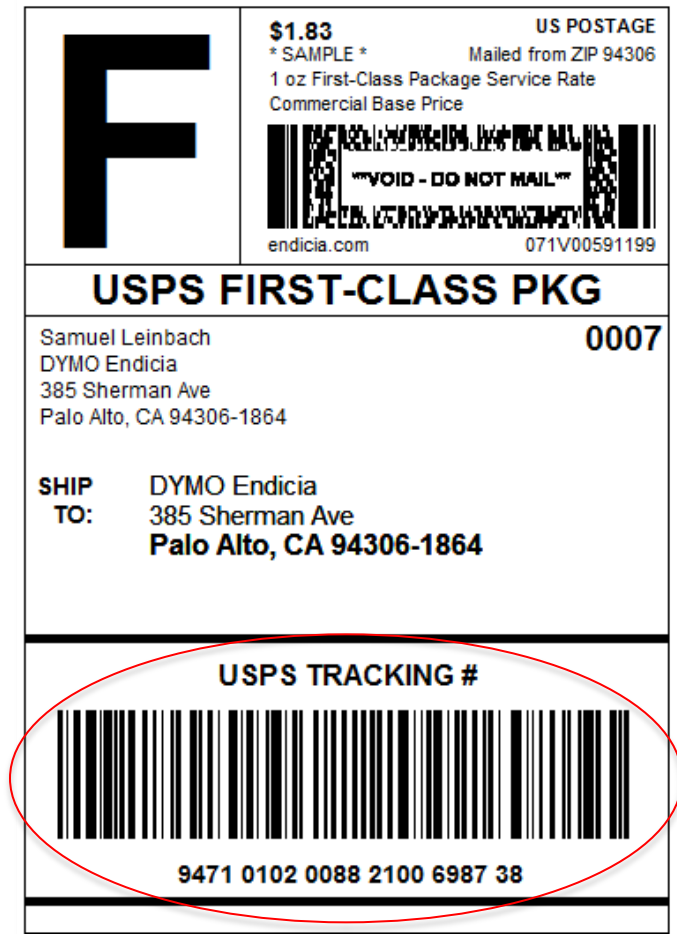 F
$1.83 US POSTAGE
* SAMPLE * Mailed from ZIP 94306
1 oz First-Class Package Service Rate
Commercial Base Price
***VOID - DO NOT MAIL***
endicia.com 071V00591199
USPS FIRST-CLASS PKG
Samuel Leinbach 0007
DYMO Endicia
385 Sherman Ave
Palo Alto, CA 94306-1864
SHIP DYMO Endicia
TO: 385 Sherman Ave
Palo Alto, CA 94306-1864
USPS TRACKING #
9471 0102 0088 2100 6987 38